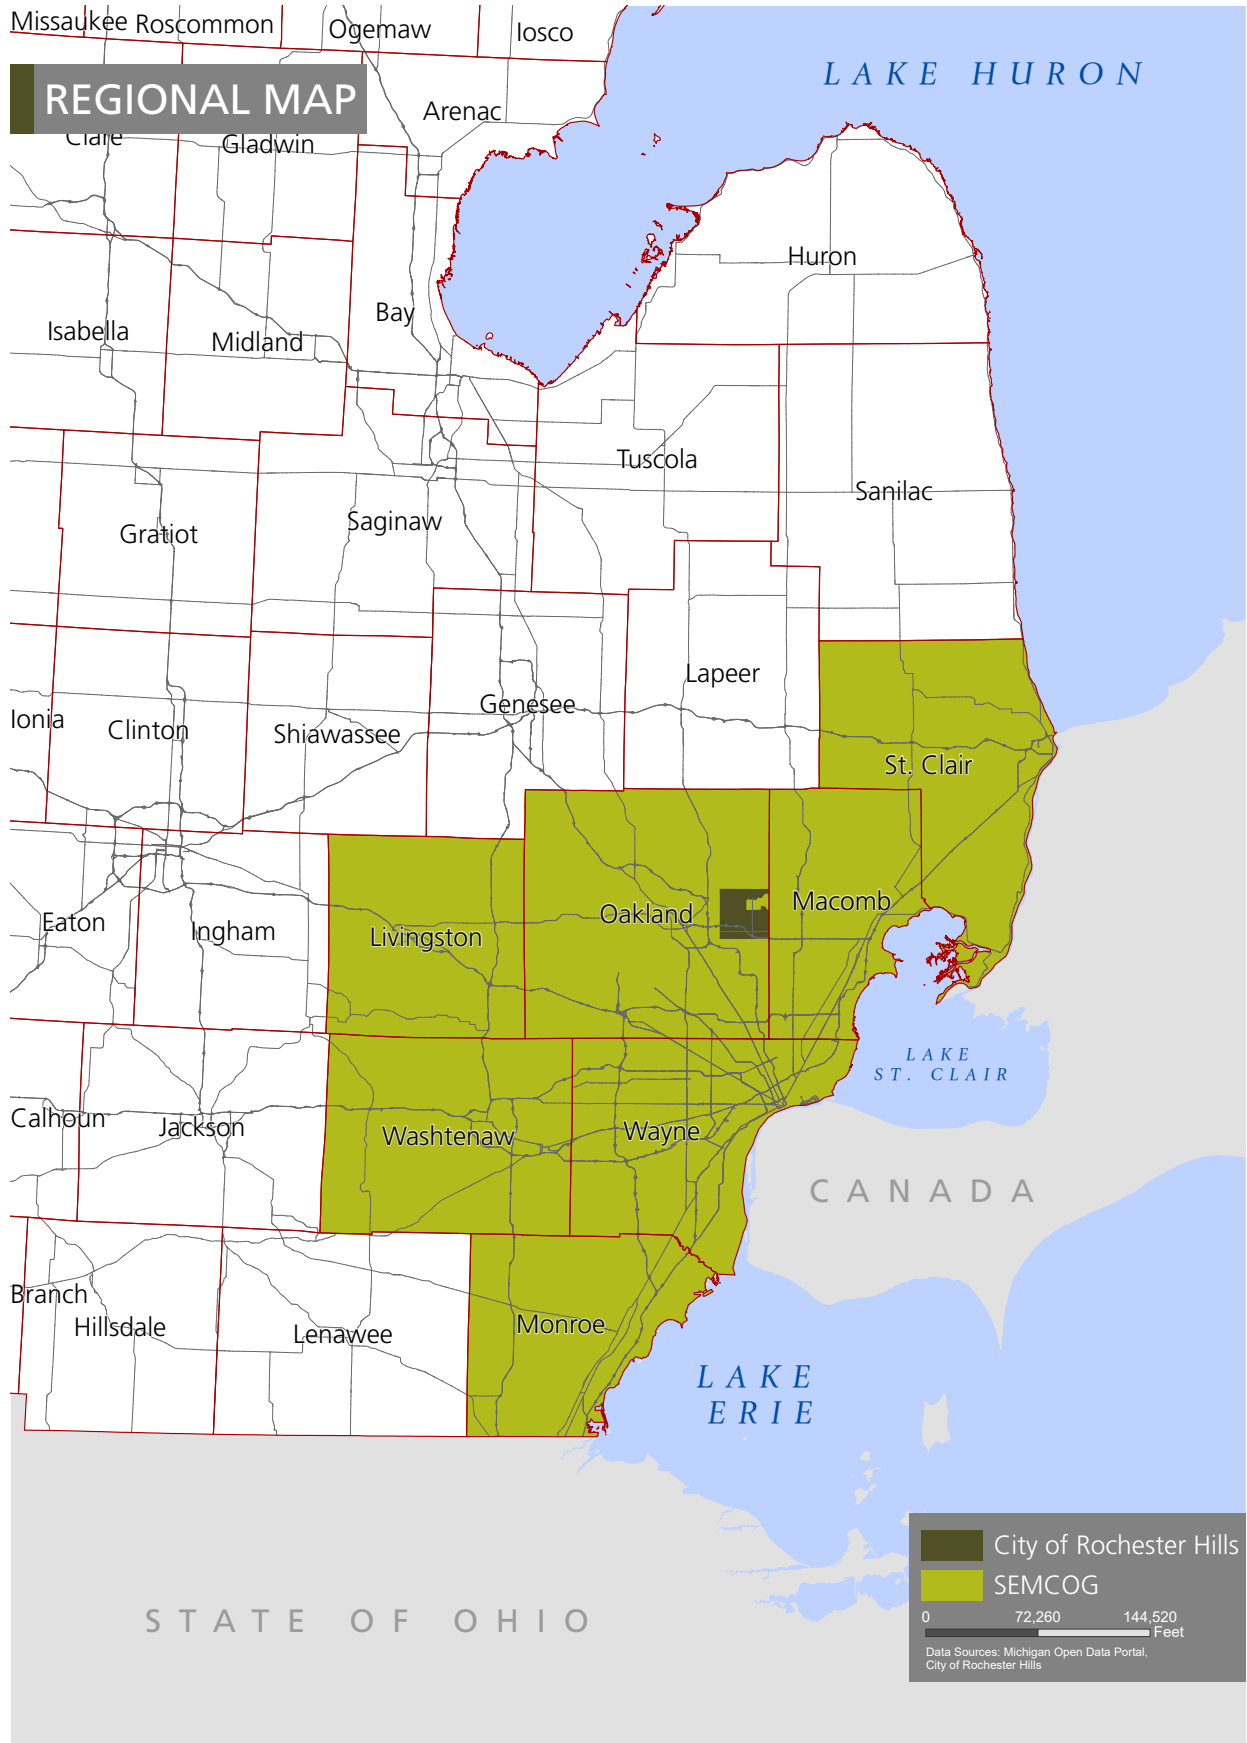 Missaukee
Roscommon
Ogemaw
Iosco
LAKE HURON
REGIONAL MAP
Arenac
Clare
Gladwin
Huron
Bay
Isabella
Midland
Tuscola
Sanilac
Saginaw
Gratiot
Lapeer
Genesee
Ionia
Clinton
Shiawassee
St. Clair
Macomb
Oakland
Eaton
Ingham
Livingston
LAKE
ST. CLAIR
Calhoun
Jackson
Washtenaw
Wayne
CANADA
Branch
Hillsdale
Lenawee
Monroe
LAKE
ERIE
City of Rochester Hills
SEMCOG
0 72,260 144,520
Feet
Data Sources: Michigan Open Data Portal,
City of Rochester Hills
STATE OF OHIO